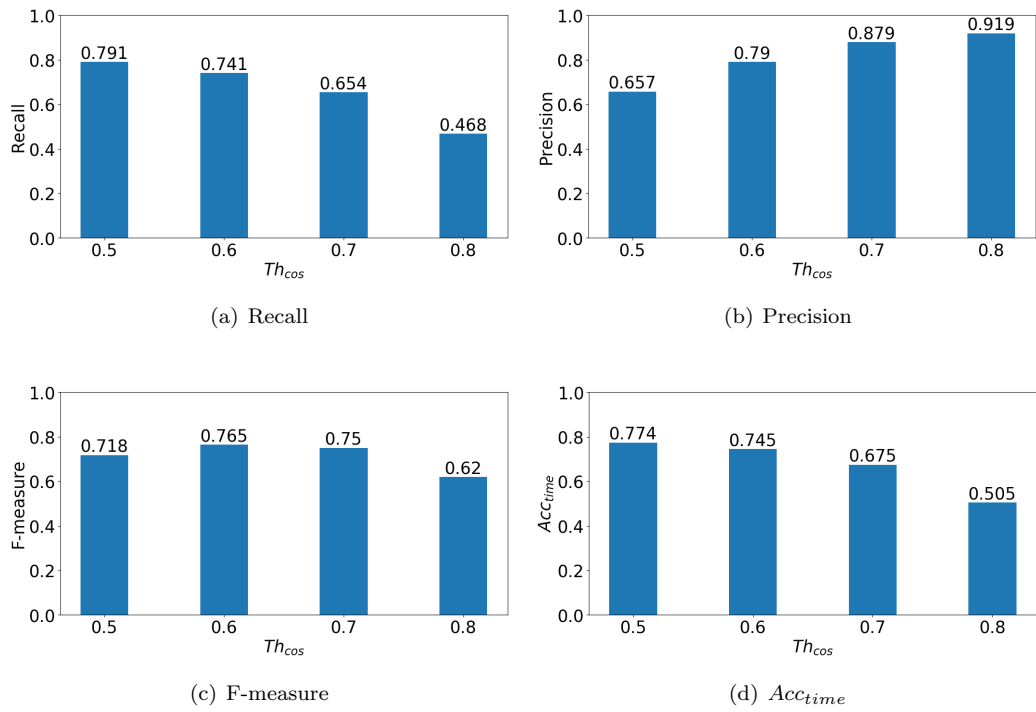 1.0
0.8
0.6
0.4
0.2
0.0
Recall
0.791
0.741
0.654
0.468
0.5 0.6 0.7 0.8
Th_cos
(a) Recall
1.0
0.8
0.6
0.4
0.2
0.0
Precision
0.657
0.79
0.879
0.919
0.5 0.6 0.7 0.8
Th_cos
(b) Precision
1.0
0.8
0.6
0.4
0.2
0.0
F-measure
0.718
0.765
0.75
0.62
0.5 0.6 0.7 0.8
Th_cos
(c) F-measure
1.0
0.8
0.6
0.4
0.2
0.0
Acc_time
0.774
0.745
0.675
0.505
0.5 0.6 0.7 0.8
Th_cos
(d) Acc_time